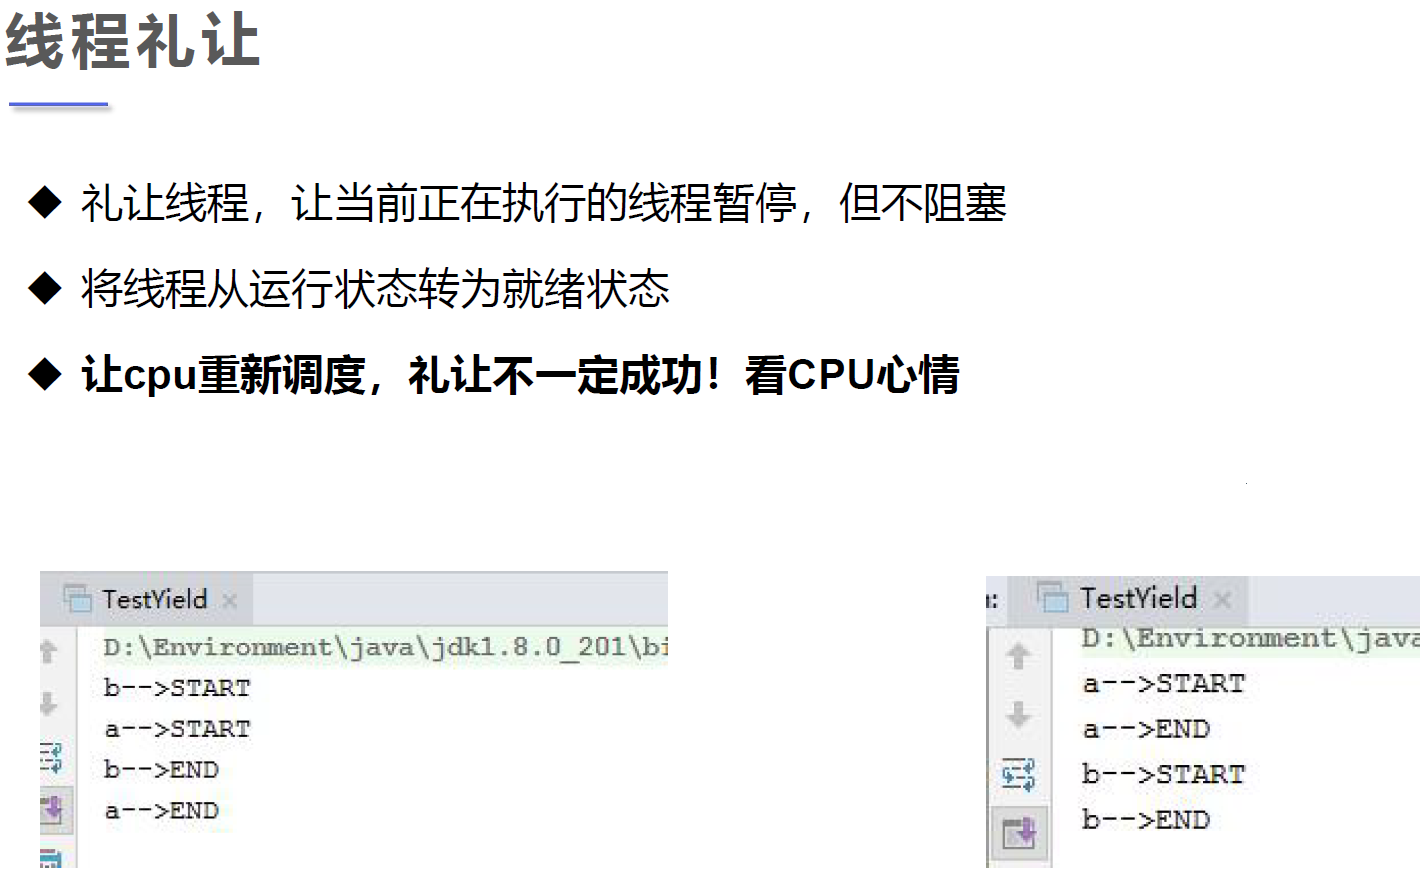 线程礼让
◆ 礼让线程，让当前正在执行的线程暂停，但不阻塞
◆ 将线程从运行状态转为就绪状态
◆ 让cpu重新调度，礼让不一定成功！看CPU心情
TestYield ×
D:\Environment\java\jdk1.8.0_201\bi
b-->START
a-->START
b-->END
a-->END
TestYield ×
D:\Environment\java
a-->START
a-->END
b-->START
b-->END